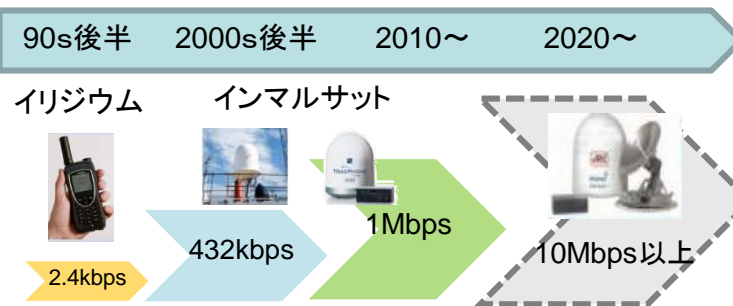 90s後半 2000s後半 2010～ 2020～
イリジウム インマルサット
TRACPHONE
1Mbps
432kbps
10Mbps以上
2.4kbps